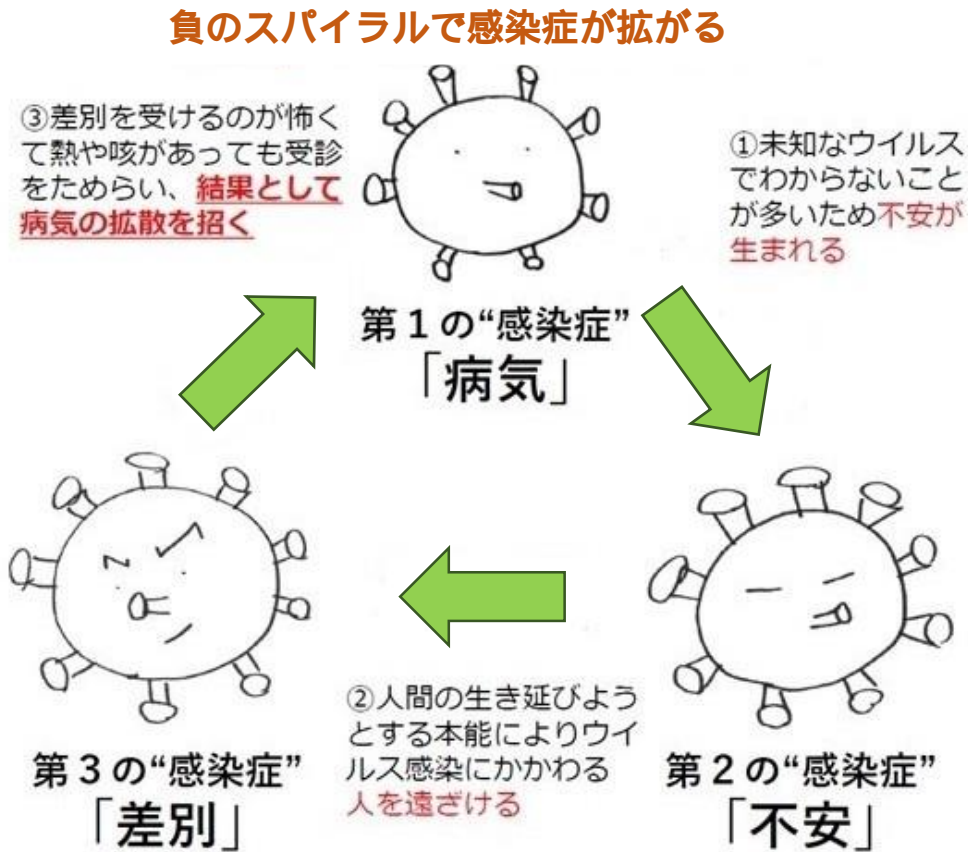 負のスパイラルで感染症が拡がる
③差別を受けるのが怖く
て熱や咳があっても受診
をためらい、結果として
病気の拡散を招く
①未知なウイルス
でわからないこと
が多いため不安が
生まれる
第１の“感染症”
「病気」
②人間の生き延びよう
とする本能によりウイ
ルス感染にかかわる
人を遠ざける
第３の“感染症”
「差別」
第２の“感染症”
「不安」